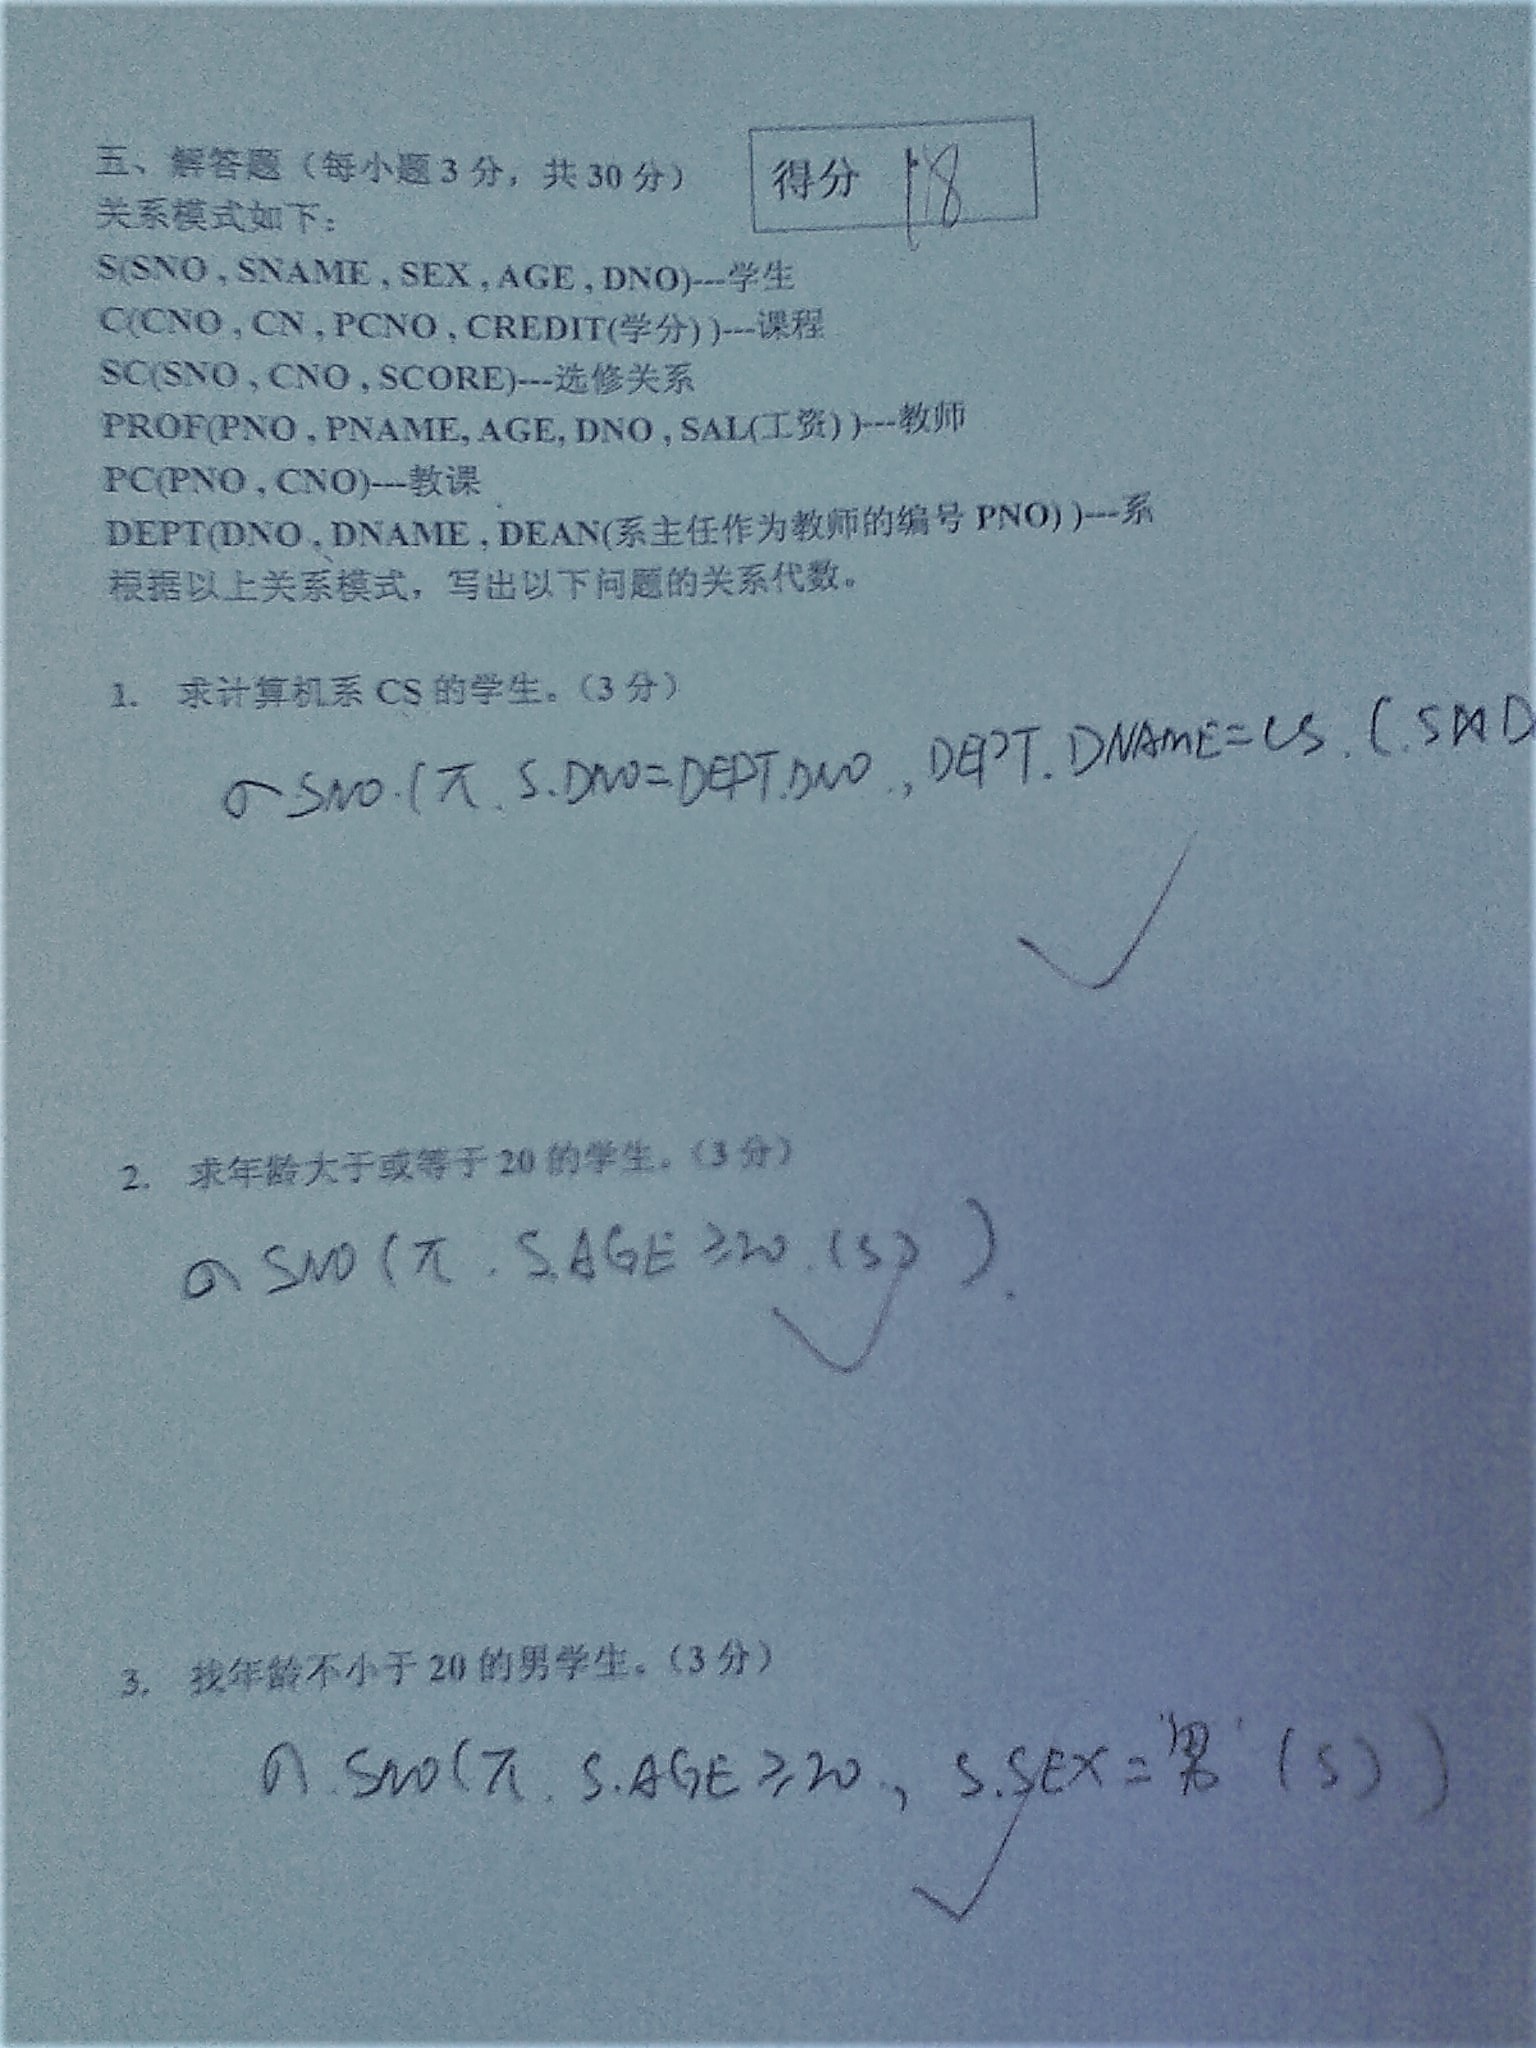 五、解答题（每小题 3 分，共 30 分）
得分 18
关系模式如下：
S(SNO , SNAME , SEX , AGE , DNO)---学生
C(CNO , CN , PCNO , CREDIT(学分) )---课程
SC(SNO , CNO , SCORE)---选修关系
PROF(PNO , PNAME, AGE, DNO , SAL(工资) )---教师
PC(PNO , CNO)---教课
DEPT(DNO , DNAME , DEAN(系主任作为教师的编号 PNO) )---系
根据以上关系模式，写出以下问题的关系代数。
1. 求计算机系 CS 的学生。（3 分）
σ SNO.(π. S.DNO=DEPT.DNO , DEPT.DNAME=CS.(S⋈D
2. 求年龄大于或等于 20 的学生。（3 分）
σ SNO (π. S.AGE ≥20.(S) ).
3. 找年龄不小于 20 的男学生。（3 分）
σ. SNO(π. S.AGE ≥20. , S.SEX='男' (S) )